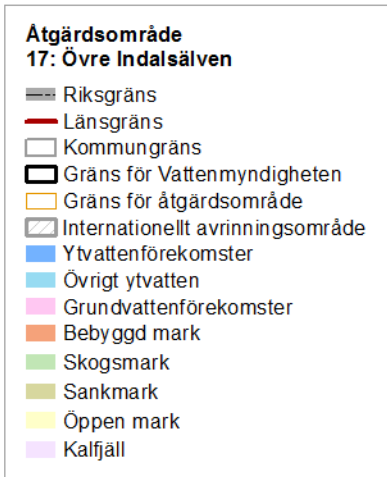 Åtgärdsområde
17: Övre Indalsälven
Riksgräns
Länsgräns
Kommungräns
Gräns för Vattenmyndigheten
Gräns för åtgärdsområde
Internationellt avrinningsområde
Ytvattenförekomster
Övrigt ytvatten
Grundvattenförekomster
Bebyggd mark
Skogsmark
Sankmark
Öppen mark
Kalfjäll